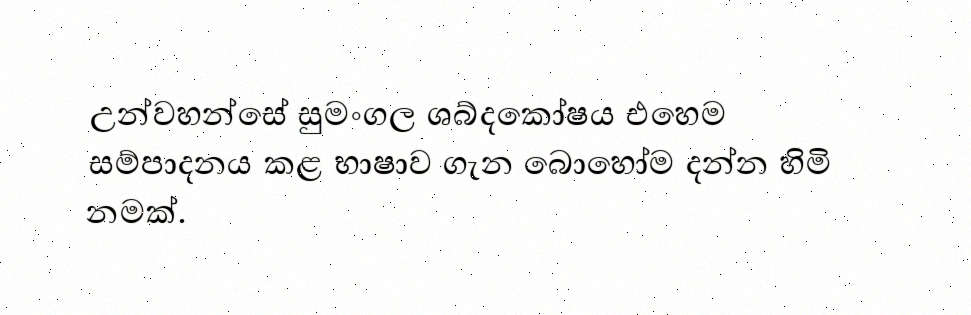 උන්වහන්සේ සුමංගල ශබ්දකෝෂය එහෙම
සම්පාදනය කළ භාෂාව ගැන බොහෝම දන්න හිමි
නමක්.